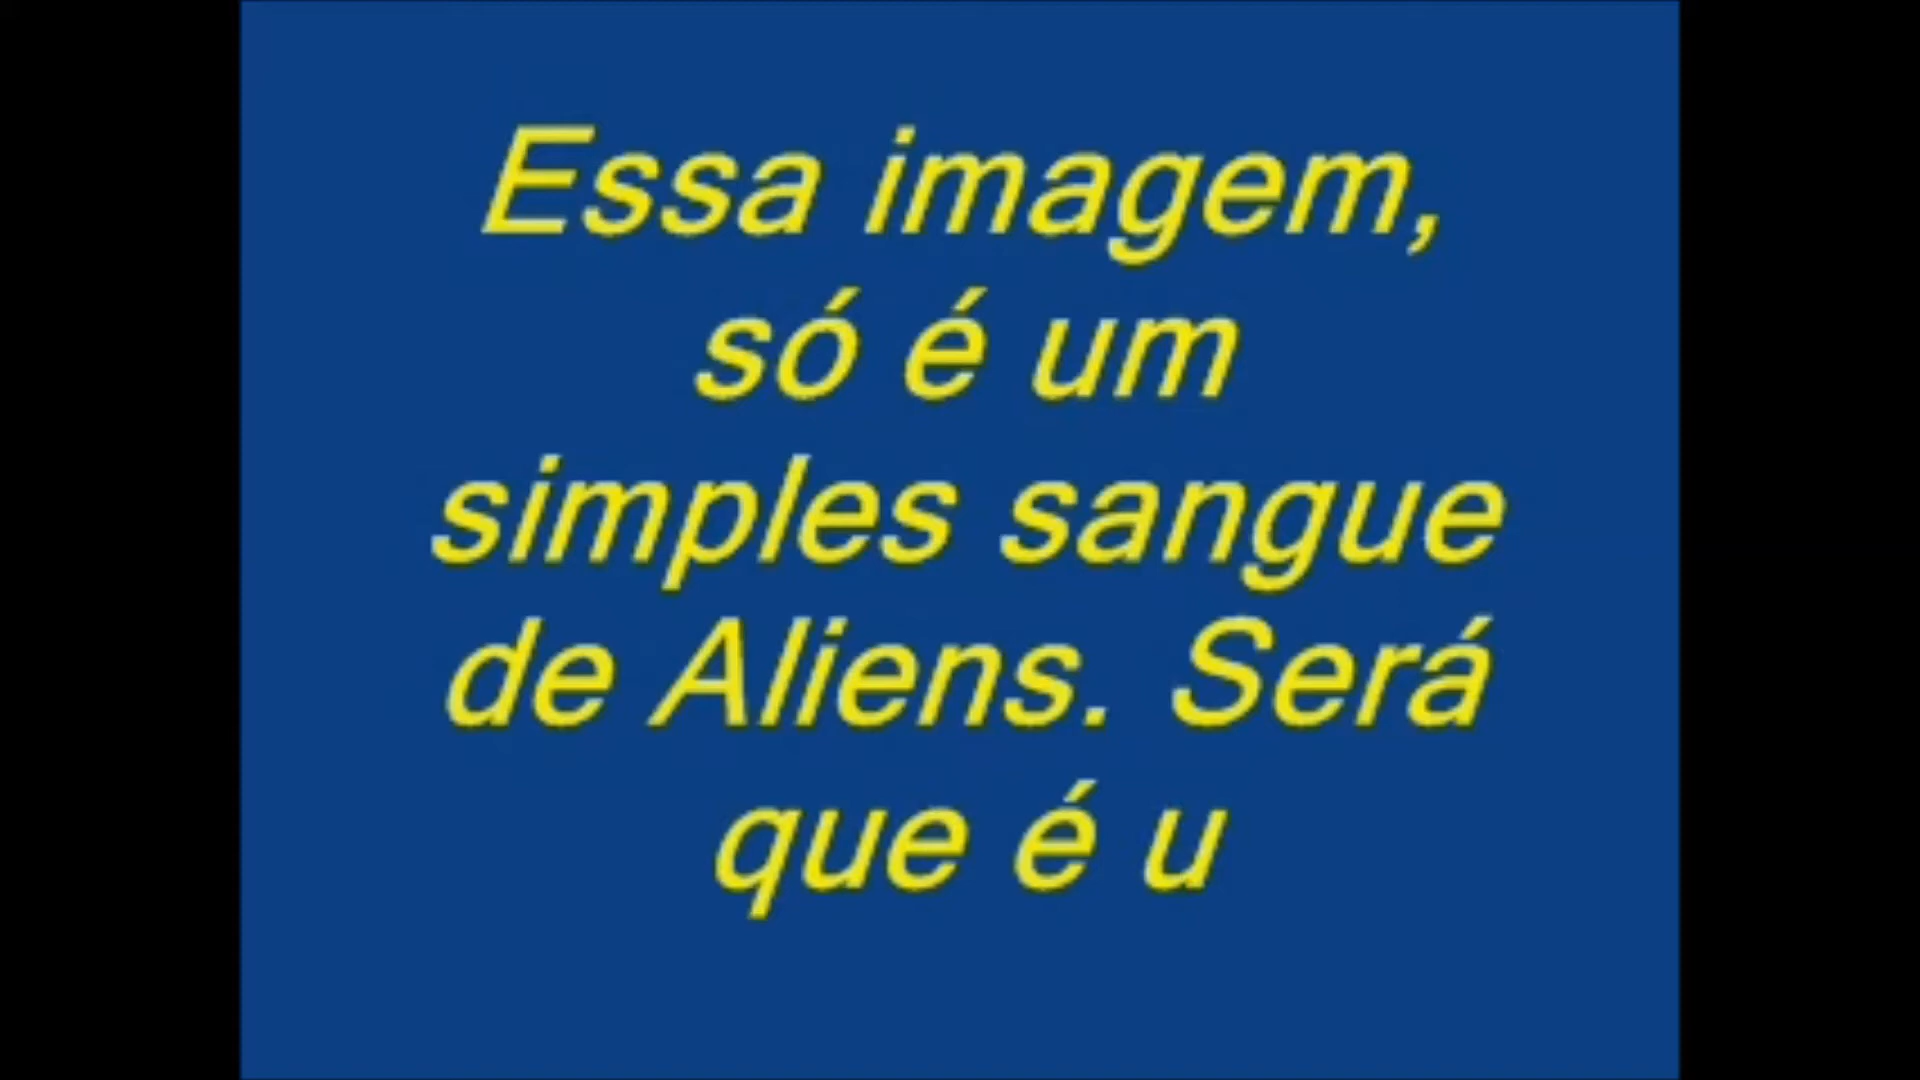 Essa imagem,
só é um
simples sangue
de Aliens. Será
que é u